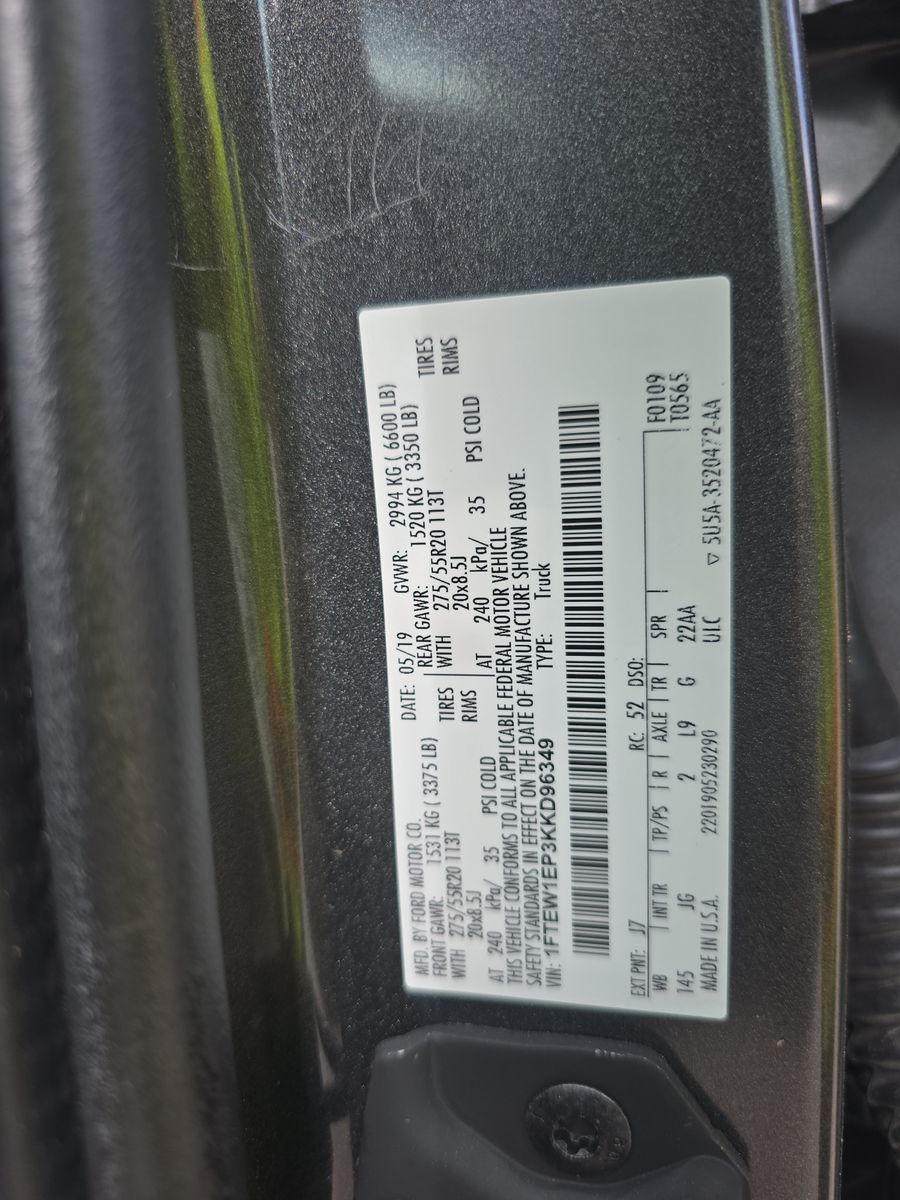 MFD. BY FORD MOTOR CO. DATE: 05/19 GVWR: 2994 KG ( 6600 LB)
FRONT GAWR: 1531 KG ( 3375 LB) REAR GAWR: 1520 KG ( 3350 LB)
WITH 275/55R20 113T TIRES WITH 275/55R20 113T TIRES
20x8.5J RIMS 20x8.5J RIMS
AT 240 kPa/ 35 PSI COLD AT 240 kPa/ 35 PSI COLD
THIS VEHICLE CONFORMS TO ALL APPLICABLE FEDERAL MOTOR VEHICLE
SAFETY STANDARDS IN EFFECT ON THE DATE OF MANUFACTURE SHOWN ABOVE.
VIN: 1FTEW1EP3KKD96349 TYPE: Truck
EXT PNT: J7 RC: 52 DSO: F0109
WB INT TR TP/PS R AXLE TR SPR T0565
145 JG 2 L9 G 22AA
MADE IN U.S.A. 2201905230290 UIC ▽ 5U5A-3520472-AA